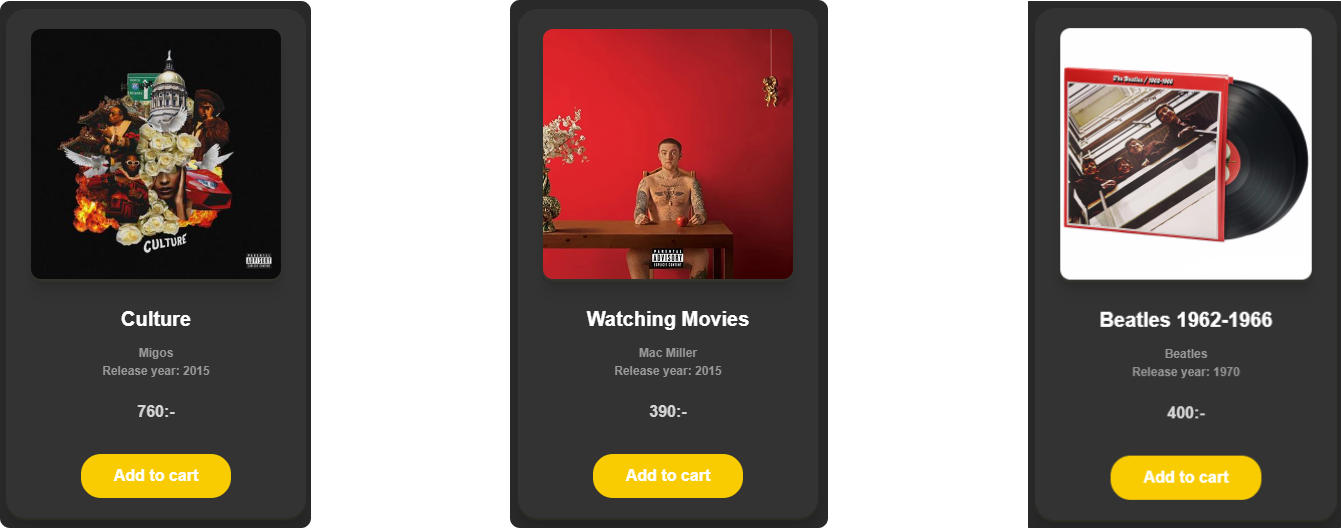 CULTURE
PARENTAL
ADVISORY
EXPLICIT CONTENT
Culture
Migos
Release year: 2015
760:-
Add to cart
PARENTAL
ADVISORY
EXPLICIT CONTENT
Watching Movies
Mac Miller
Release year: 2015
390:-
Add to cart
The Beatles / 1962-1966
Beatles 1962-1966
Beatles
Release year: 1970
400:-
Add to cart